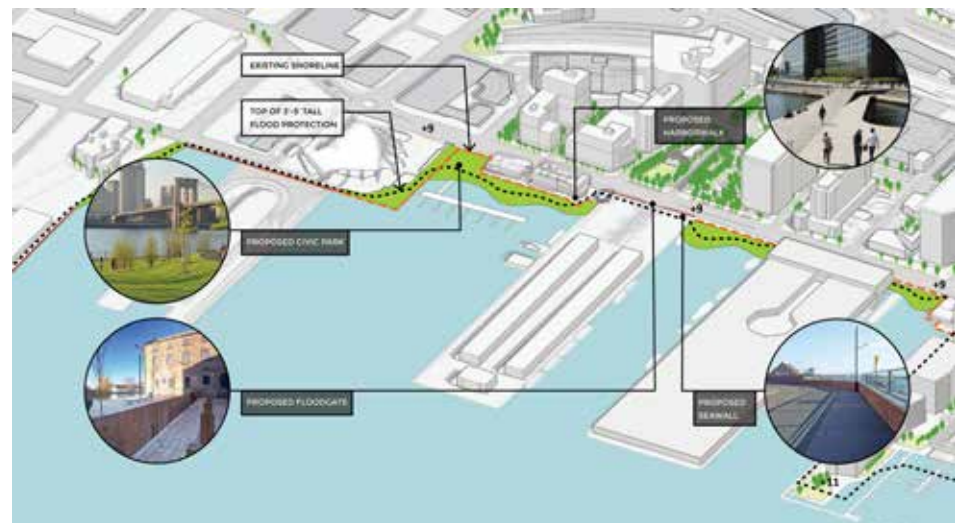 EXISTING SHORELINE
TOP OF 3'-5' TALL
FLOOD PROTECTION
+9
PROPOSED
HARBORWALK
PROPOSED CIVIC PARK
+9
+9
PROPOSED FLOODGATE
PROPOSED
SEAWALL
+11